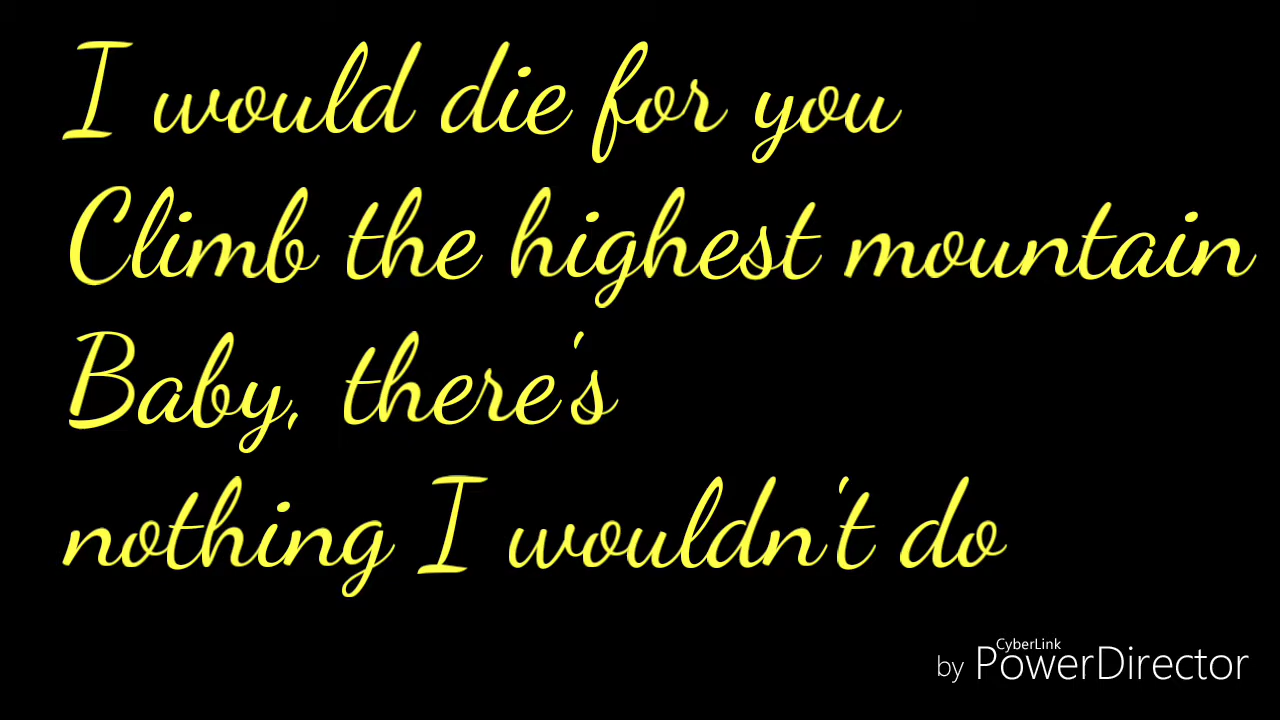 I would die for you
Climb the highest mountain
Baby, there's
nothing I wouldn't do
CyberLink
by PowerDirector